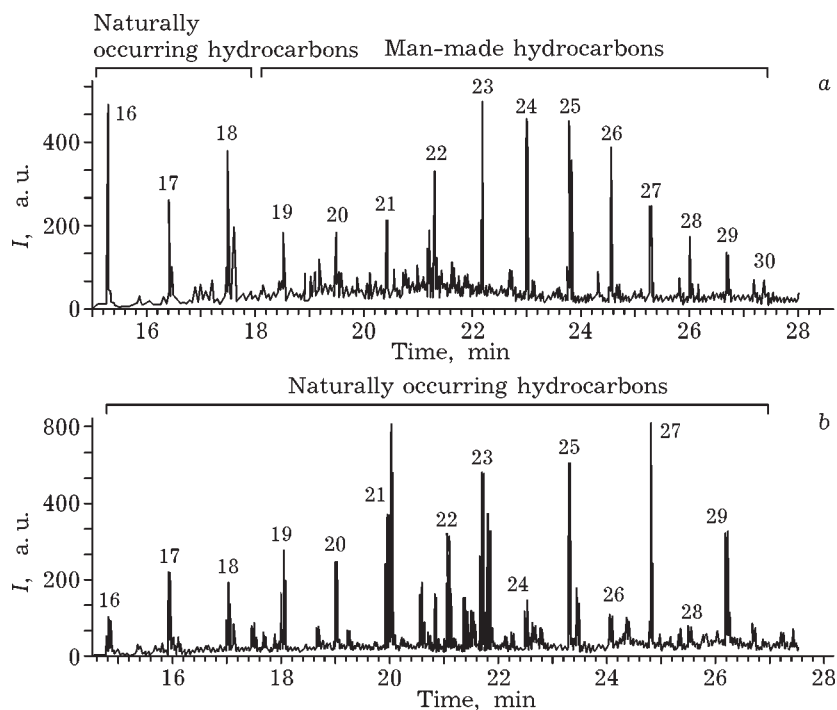 Naturally
occurring hydrocarbons Man-made hydrocarbons
a
I, a. u.
400
200
0
16 17 18 19 20 21 22 23 24 25 26 27 28 29 30
16 18 20 22 24 26 28
Time, min
Naturally occurring hydrocarbons
b
I, a. u.
800
400
200
0
16 17 18 19 20 21 22 23 24 25 26 27 28 29
16 18 20 22 24 26 28
Time, min